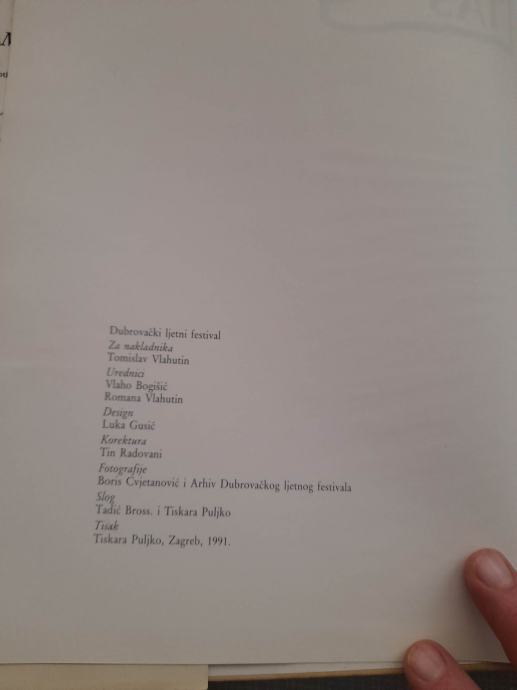 Dubrovački ljetni festival
Za nakladnika
Tomislav Vlahutin
Urednici
Vlaho Bogišić
Romana Vlahutin
Design
Luka Gusić
Korektura
Tin Radovani
Fotografije
Boris Cvjetanović i Arhiv Dubrovačkog ljetnog festivala
Slog
Tadić Bross. i Tiskara Puljko
Tisak
Tiskara Puljko, Zagreb, 1991.